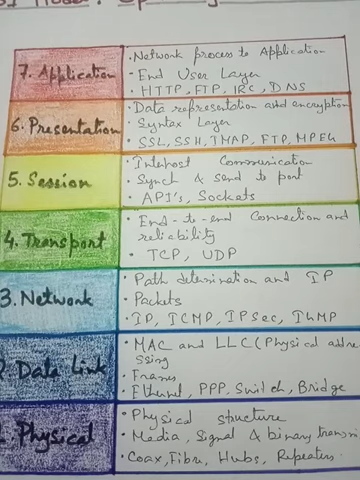 7. Application
• Network process to Application
• End User Layer
• HTTP, FTP, IRC, DNS
6. Presentation
• Data representation and encryption
• Syntax Layer
• SSL, SSH, IMAP, FTP, MPEG
5. Session
• Interhost Communication
• Synch & send to port
• API's, Sockets
4. Transport
• End-to-end Connection and
reliability
• TCP, UDP
3. Network
• Path determination and IP
• Packets
• IP, ICMP, IPSec, IGMP
Data Link
• MAC and LLC (Physical addre
ssing
• Frames
• Ethernet, PPP, Switch, Bridge
Physical
• Physical structure
• Media, Signal & binary transmi
• Coax, Fibre, Hubs, Repeaters.